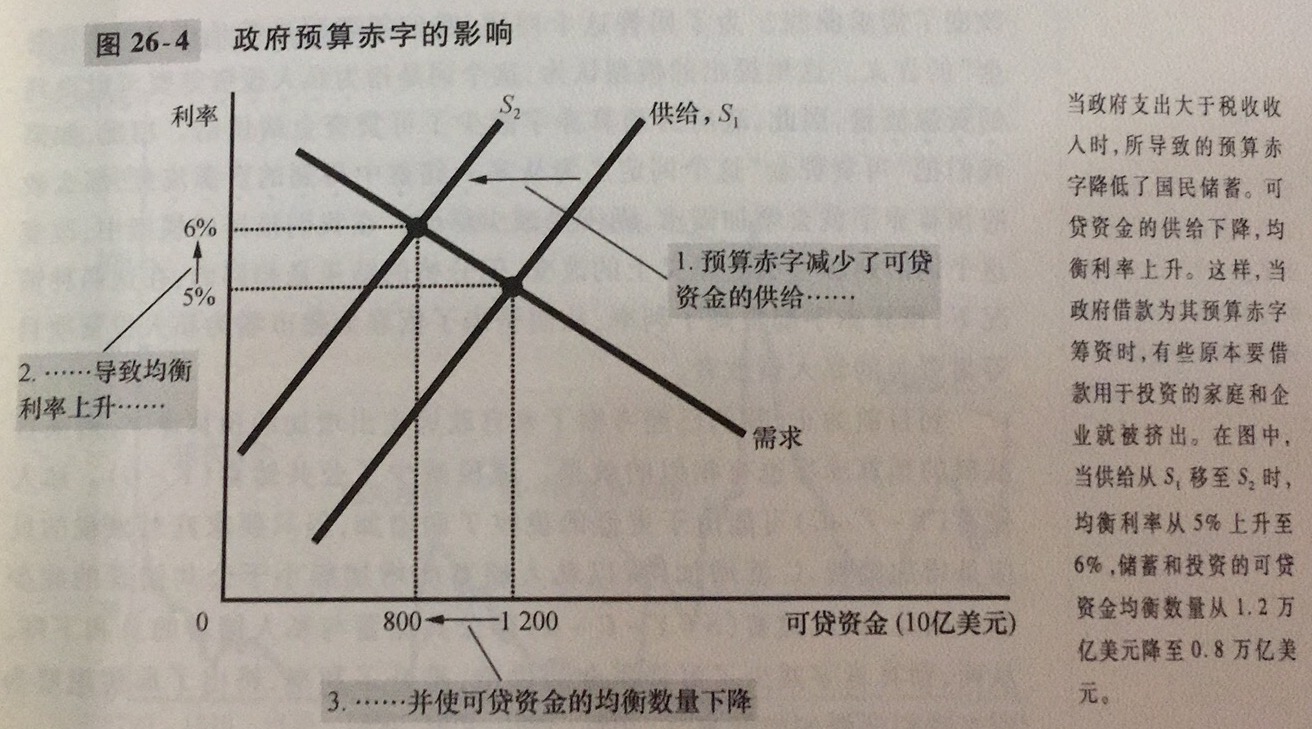 图 26-4 政府预算赤字的影响
利率
S₂
供给，S₁
6%
5%
1. 预算赤字减少了可贷
资金的供给……
2. ……导致均衡
利率上升……
需求
0
800
1 200
可贷资金 (10亿美元)
3. ……并使可贷资金的均衡数量下降
当政府支出大于税收收
入时，所导致的预算赤
字降低了国民储蓄。可
贷资金的供给下降，均
衡利率上升。这样，当
政府借款为其预算赤字
筹资时，有些原本要借
款用于投资的家庭和企
业就被挤出。在图中，
当供给从 S₁ 移至 S₂ 时，
均衡利率从 5% 上升至
6%，储蓄和投资的可贷
资金均衡数量从 1.2 万
亿美元降至 0.8 万亿美
元。